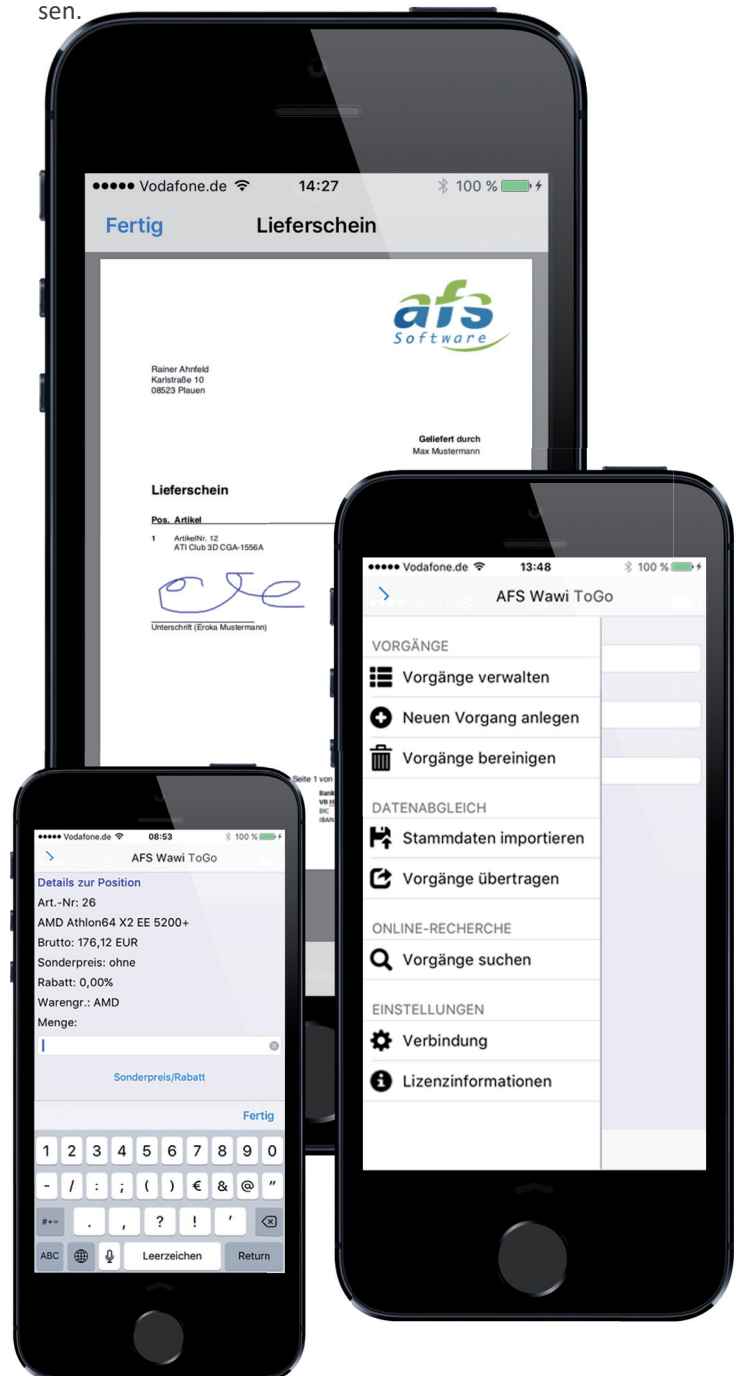 sen.
Vodafone.de 14:27 100 %
Fertig Lieferschein
afs
Software
Rainer Ahnfeld
Karlstraße 10
08523 Plauen
Geliefert durch
Max Mustermann
Lieferschein
Pos. Artikel
1 ArtikelNr. 12
ATI Club 3D CGA-1556A
Unterschrift (Eroka Mustermann)
Seite 1 von
Bank
VB H
BIC
IBAN
Vodafone.de 13:48 100 %
AFS Wawi ToGo
VORGÄNGE
Vorgänge verwalten
Neuen Vorgang anlegen
Vorgänge bereinigen
DATENABGLEICH
Stammdaten importieren
Vorgänge übertragen
ONLINE-RECHERCHE
Vorgänge suchen
EINSTELLUNGEN
Verbindung
Lizenzinformationen
Vodafone.de 08:53 100 %
AFS Wawi ToGo
Details zur Position
Art.-Nr: 26
AMD Athlon64 X2 EE 5200+
Brutto: 176,12 EUR
Sonderpreis: ohne
Rabatt: 0,00%
Warengr.: AMD
Menge:
Sonderpreis/Rabatt
Fertig
1 2 3 4 5 6 7 8 9 0
- / : ; ( ) € & @ "
#+= . , ? ! '
ABC Leerzeichen Return